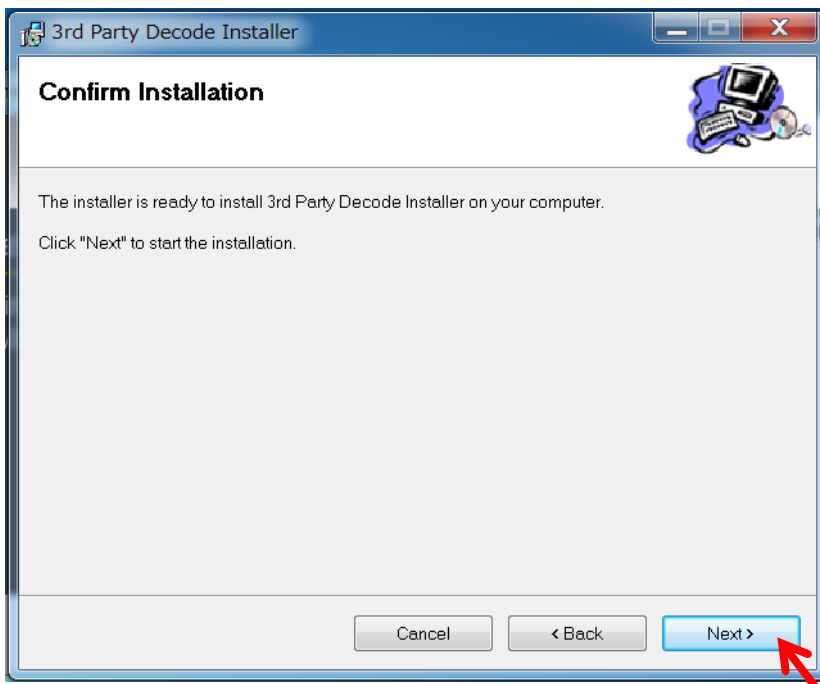 3rd Party Decode Installer
Confirm Installation
The installer is ready to install 3rd Party Decode Installer on your computer.
Click "Next" to start the installation.
Cancel
< Back
Next >